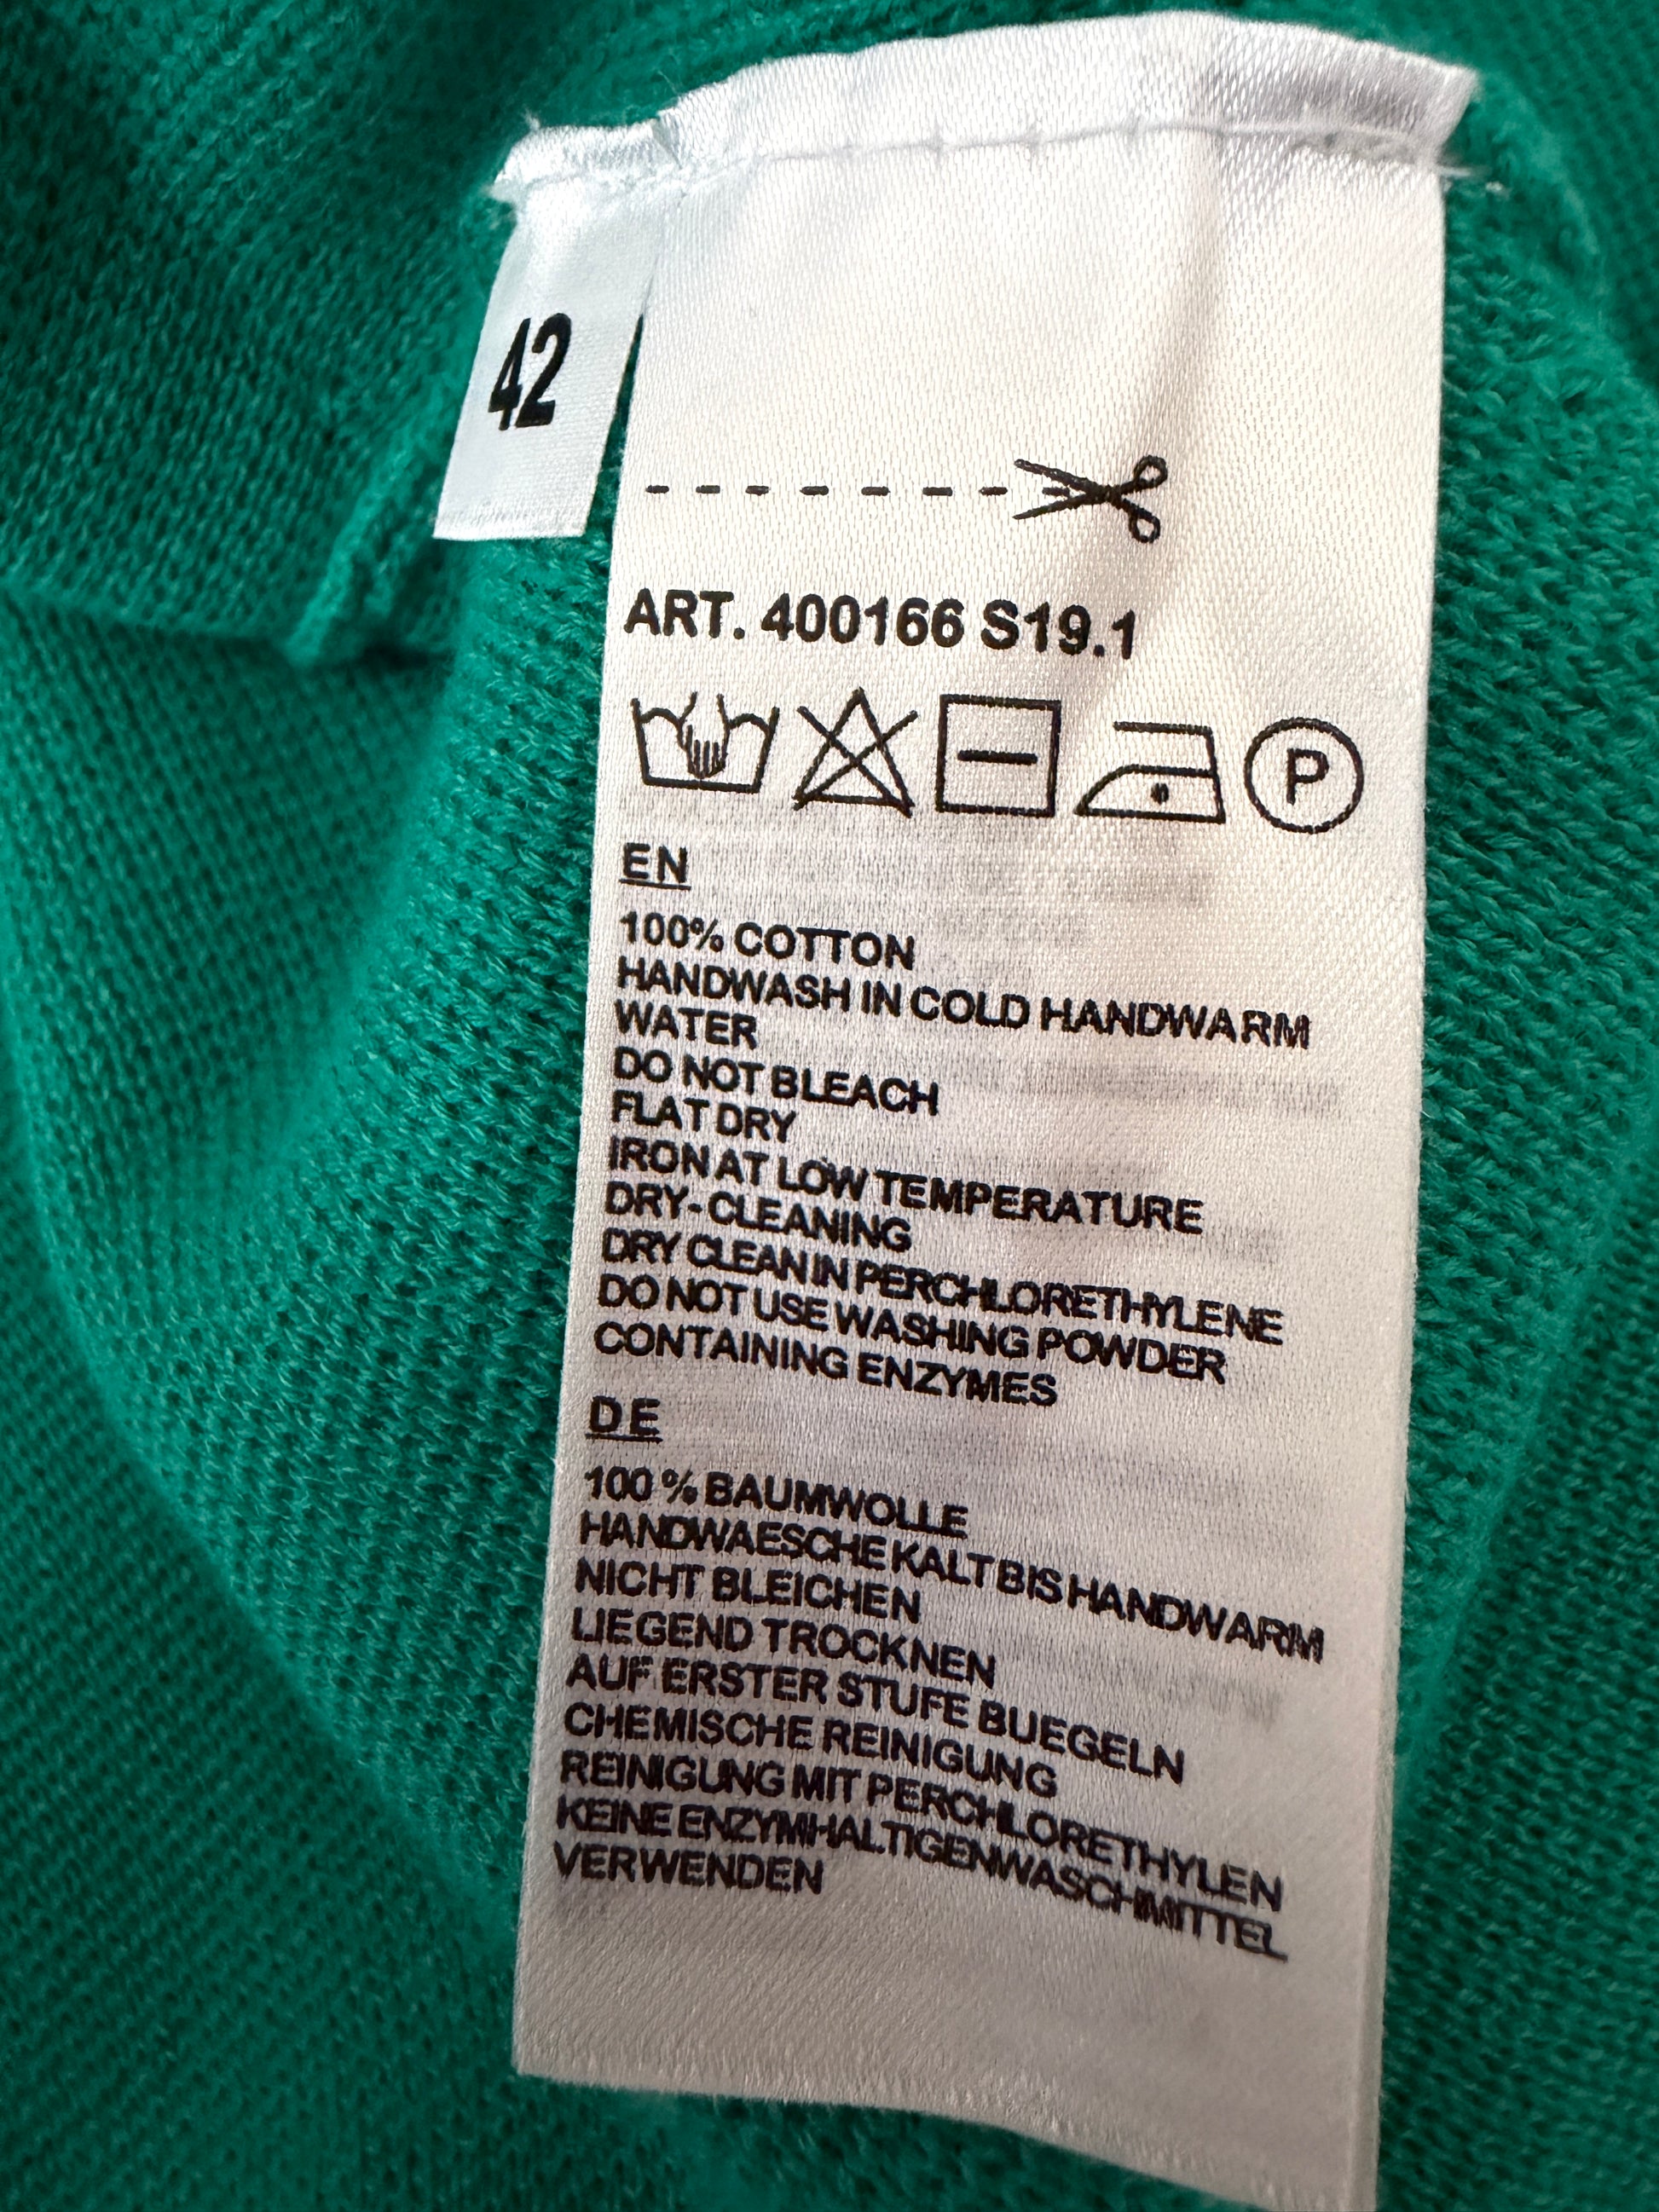 42
ART. 400166 S19.1
P
EN
100% COTTON
HANDWASH IN COLD HANDWARM
WATER
DO NOT BLEACH
FLAT DRY
IRON AT LOW TEMPERATURE
DRY-CLEANING
DRY CLEAN IN PERCHLORETHYLENE
DO NOT USE WASHING POWDER
CONTAINING ENZYMES
DE
100 % BAUMWOLLE
HANDWAESCHE KALT BIS HANDWARM
NICHT BLEICHEN
LIEGEND TROCKNEN
AUF ERSTER STUFE BUEGELN
CHEMISCHE REINIGUNG
REINIGUNG MIT PERCHLORETHYLEN
KEINE ENZYMHALTIGEN WASCHMITTEL
VERWENDEN